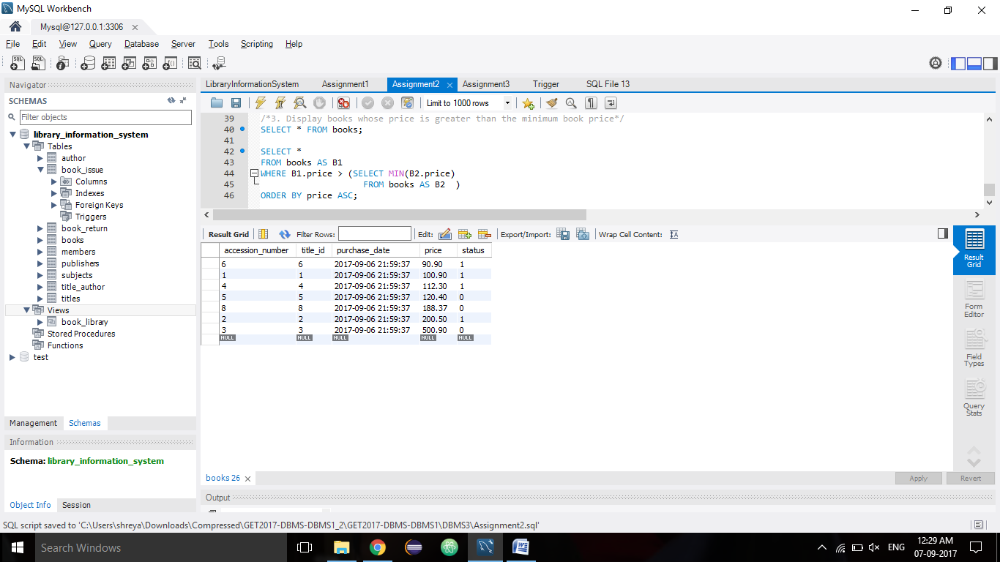 MySQL Workbench
Mysql@127.0.0.1:3306
File Edit View Query Database Server Tools Scripting Help
Navigator
SCHEMAS
Filter objects
library_information_system
Tables
author
book_issue
Columns
Indexes
Foreign Keys
Triggers
book_return
books
members
publishers
subjects
title_author
titles
Views
book_library
Stored Procedures
Functions
test
Management Schemas
Information
Schema: library_information_system
Object Info Session
LibraryInformationSystem Assignment1 Assignment2 Assignment3 Trigger SQL File 13
Limit to 1000 rows
39 /*3. Display books whose price is greater than the minimum book price*/
40 SELECT * FROM books;
41
42 SELECT *
43 FROM books AS B1
44 WHERE B1.price > (SELECT MIN(B2.price)
45 FROM books AS B2 )
46 ORDER BY price ASC;
Result Grid Filter Rows: Edit: Export/Import: Wrap Cell Content:
accession_number title_id purchase_date price status
6 6 2017-09-06 21:59:37 90.90 1
1 1 2017-09-06 21:59:37 100.90 1
4 4 2017-09-06 21:59:37 112.30 1
5 5 2017-09-06 21:59:37 120.40 0
8 8 2017-09-06 21:59:37 188.37 0
2 2 2017-09-06 21:59:37 200.50 1
3 3 2017-09-06 21:59:37 500.90 0
NULL NULL NULL NULL NULL
Result
Grid
Form
Editor
Field
Types
Query
Stats
books 26
Apply Revert
Output
SQL script saved to 'C:\Users\shreya\Downloads\Compressed\GET2017-DBMS-DBMS1_2\GET2017-DBMS-DBMS1\DBMS3\Assignment2.sql'
Search Windows
ENG
12:29 AM
07-09-2017